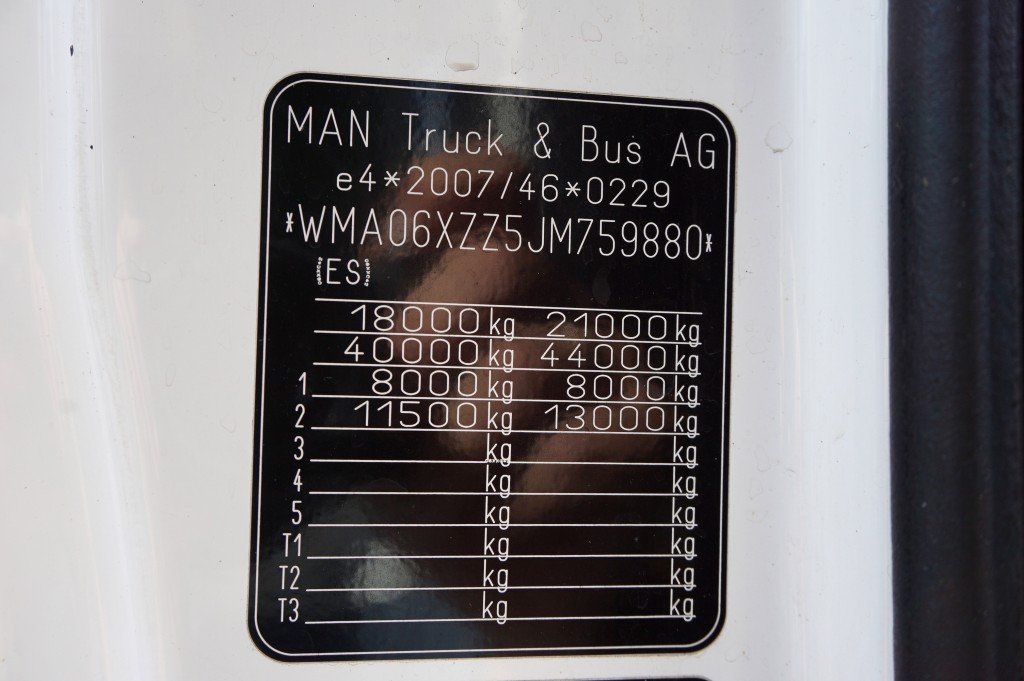 MAN Truck & Bus AG
e4*2007/46*0229
*WMA06XZZ5JM759880*
(ES)
18000 kg 21000 kg
40000 kg 44000 kg
1 8000 kg 8000 kg
2 11500 kg 13000 kg
3 kg kg
4 kg kg
5 kg kg
T1 kg kg
T2 kg kg
T3 kg kg